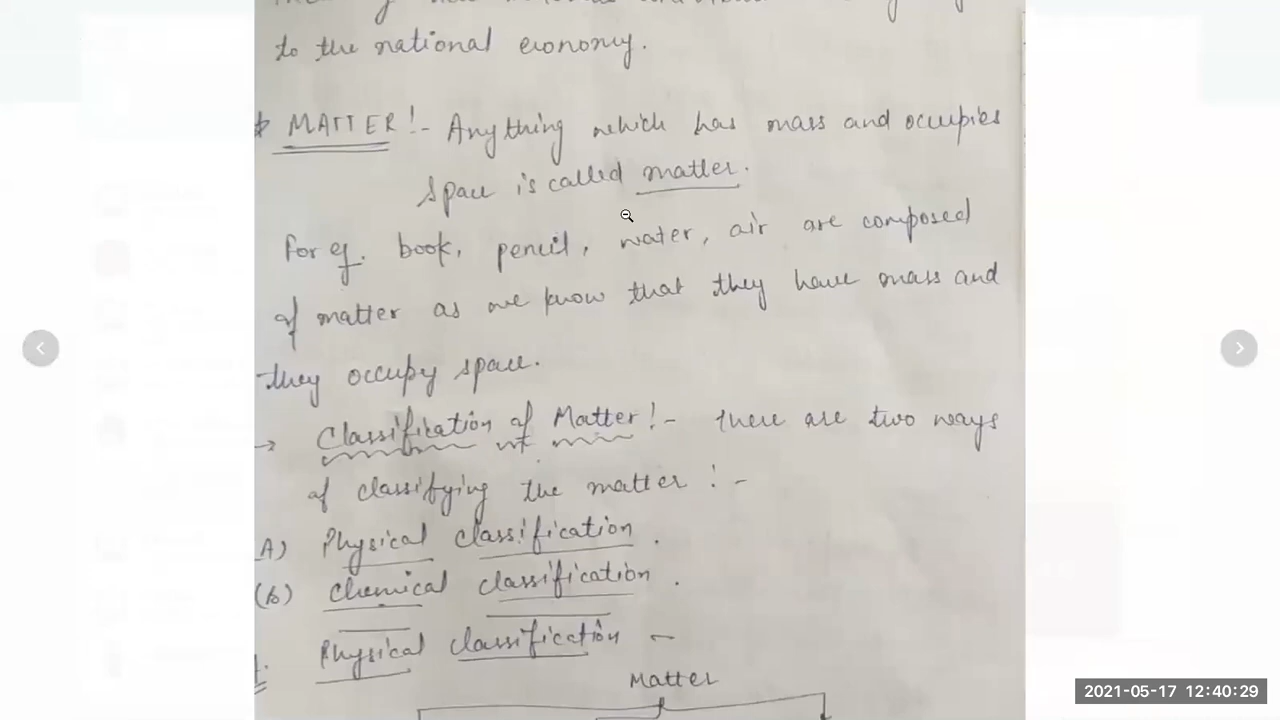 to the national economy.
MATTER!- Anything which has mass and occupies
space is called matter.
For eg. book, pencil, water, air are composed
of matter as we know that they have mass and
they occupy space.
→ Classification of Matter!- there are two ways
of classifying the matter :-
A) Physical classification.
(b) Chemical classification.
Physical classification –
Matter
2021-05-17 12:40:29